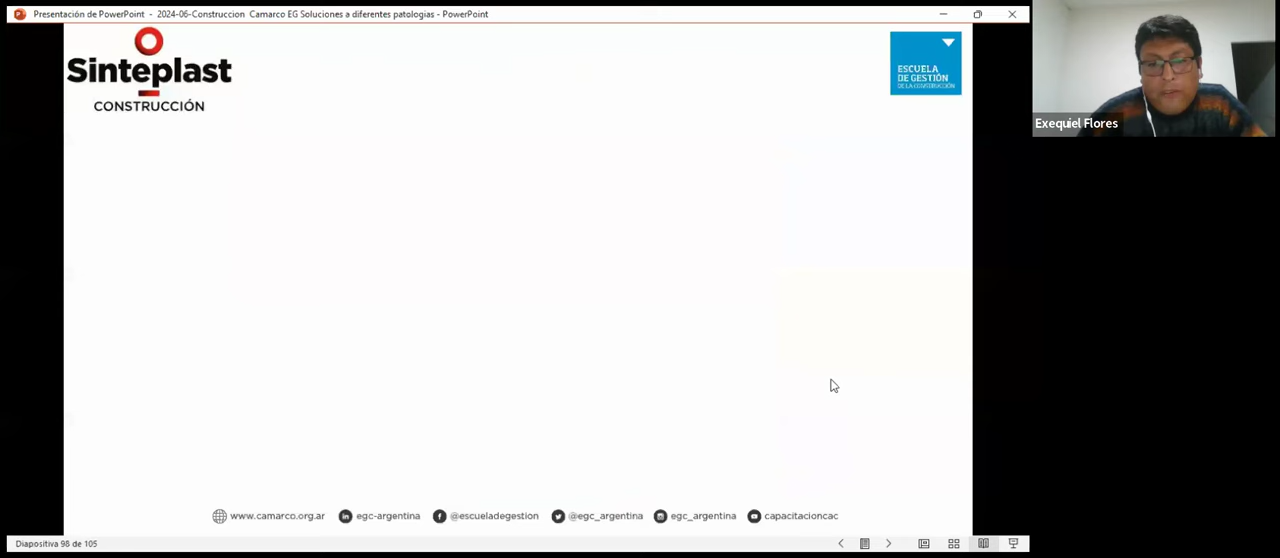 Presentación de PowerPoint - 2024-06-Construccion Camarco EG Soluciones a diferentes patologias - PowerPoint
Sinteplast
CONSTRUCCIÓN
ESCUELA
DE GESTIÓN
DE LA CONSTRUCCIÓN
Exequiel Flores
www.camarco.org.ar egc-argentina @escueladegestion @egc_argentina egc_argentina capacitacioncac
Diapositiva 98 de 105